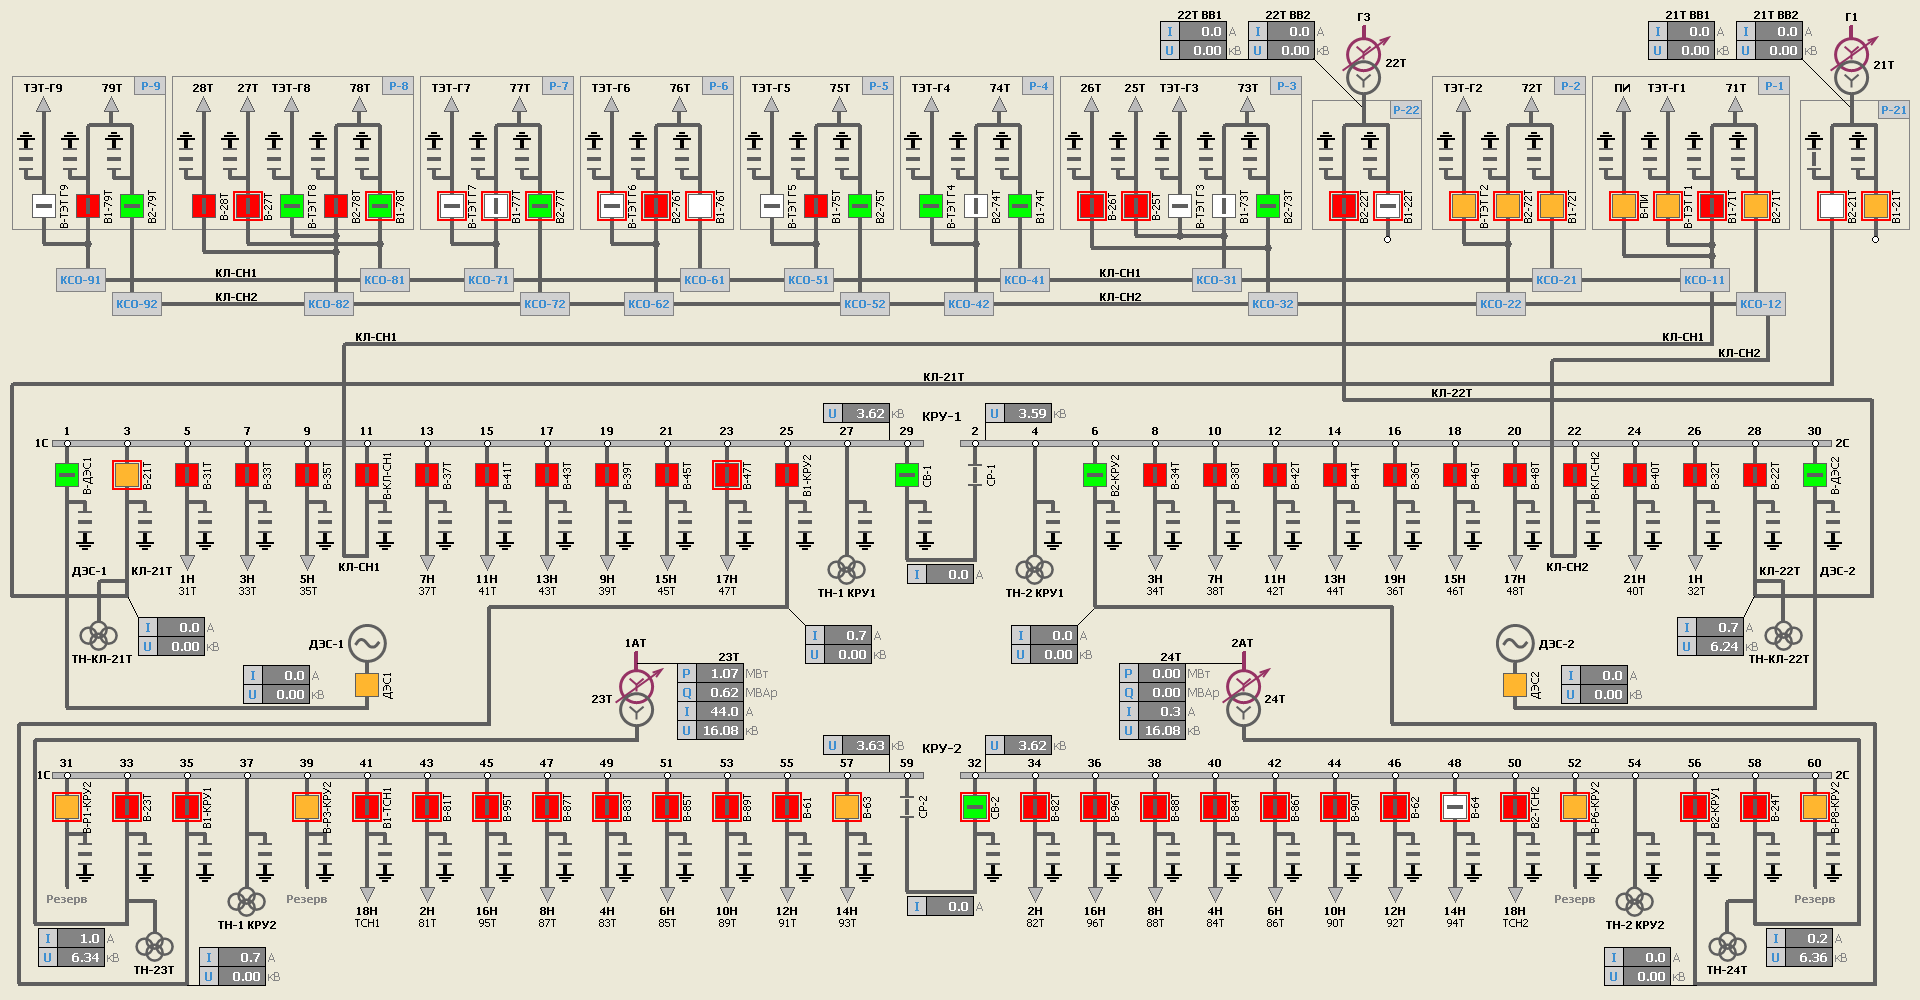 22Т ВВ1 22Т ВВ2 Г3 21Т ВВ1 21Т ВВ2 Г1
I 0.0 А I 0.0 А I 0.0 А I 0.0 А
U 0.00 кВ U 0.00 кВ U 0.00 кВ U 0.00 кВ
22Т 21Т
ТЭТ-Г9 79Т Р-9 28Т 27Т ТЭТ-Г8 78Т Р-8 ТЭТ-Г7 77Т Р-7 ТЭТ-Г6 76Т Р-6 ТЭТ-Г5 75Т Р-5 ТЭТ-Г4 74Т Р-4 26Т 25Т ТЭТ-Г3 73Т Р-3 ТЭТ-Г2 72Т Р-2 ПИ ТЭТ-Г1 71Т Р-1
Р-22 Р-21
В-ТЭТ Г9 В1-79Т В2-79Т В-28Т В-27Т В-ТЭТ Г8 В2-78Т В1-78Т В-ТЭТ Г7 В1-77Т В2-77Т В-ТЭТ Г6 В2-76Т В1-76Т В-ТЭТ Г5 В1-75Т В2-75Т В-ТЭТ Г4 В2-74Т В1-74Т В-26Т В-25Т В-ТЭТ Г3 В1-73Т В2-73Т В2-22Т В1-22Т В-ТЭТ Г2 В2-72Т В1-72Т В-ПИ В-ТЭТ Г1 В1-71Т В2-71Т В2-21Т В1-21Т
КЛ-СН1 КЛ-СН1
КСО-91 КСО-81 КСО-71 КСО-61 КСО-51 КСО-41 КСО-31 КСО-21 КСО-11
КЛ-СН2 КЛ-СН2
КСО-92 КСО-82 КСО-72 КСО-62 КСО-52 КСО-42 КСО-32 КСО-22 КСО-12
КЛ-СН1 КЛ-СН1
КЛ-СН2
КЛ-21Т
КЛ-22Т
U 3.62 кВ КРУ-1 U 3.59 кВ
1 3 5 7 9 11 13 15 17 19 21 23 25 27 29 2 4 6 8 10 12 14 16 18 20 22 24 26 28 30
1С 2С
В-ДЭС1 В-21Т В-31Т В-33Т В-35Т В-КЛ-СН1 В-37Т В-41Т В-43Т В-39Т В-45Т В-47Т В1-КРУ2 СВ-1 СР-1 В2-КРУ2 В-34Т В-38Т В-42Т В-44Т В-36Т В-46Т В-48Т В-КЛ-СН2 В-40Т В-32Т В-22Т В-ДЭС2
ДЭС-1 КЛ-21Т КЛ-СН1 I 0.0 А КЛ-СН2 КЛ-22Т ДЭС-2
1Н 3Н 5Н 7Н 11Н 13Н 9Н 15Н 17Н 3Н 7Н 11Н 13Н 19Н 15Н 17Н 21Н 1Н
31Т 33Т 35Т 37Т 41Т 43Т 39Т 45Т 47Т ТН-1 КРУ1 ТН-2 КРУ1 34Т 38Т 42Т 44Т 36Т 46Т 48Т 40Т 32Т
I 0.0 А I 0.7 А I 0.0 А I 0.7 А
U 0.00 кВ U 0.00 кВ U 0.00 кВ U 6.24 кВ
ТН-КЛ-21Т ДЭС-1 1АТ 2АТ ДЭС-2 ТН-КЛ-22Т
23Т 24Т
I 0.0 А ДЭС1 P 1.07 МВт P 0.00 МВт ДЭС2 I 0.0 А
U 0.00 кВ Q 0.62 МВАр Q 0.00 МВАр U 0.00 кВ
23Т I 44.0 А I 0.3 А 24Т
U 16.08 кВ U 16.08 кВ
U 3.63 кВ КРУ-2 U 3.62 кВ
31 33 35 37 39 41 43 45 47 49 51 53 55 57 59 32 34 36 38 40 42 44 46 48 50 52 54 56 58 60
1С 2С
В-Р1-КРУ2 В-23Т В1-КРУ1 В-Р3-КРУ2 В1-ТСН1 В-81Т В-95Т В-87Т В-83Т В-85Т В-89Т В-61 В-63 СР-2 СВ-2 В-82Т В-96Т В-88Т В-84Т В-86Т В-90Т В-62 В-64 В2-ТСН2 В-Р6-КРУ2 В2-КРУ1 В-24Т В-Р8-КРУ2
Резерв Резерв I 0.0 А Резерв Резерв
18Н 2Н 16Н 8Н 4Н 6Н 10Н 12Н 14Н 2Н 16Н 8Н 4Н 6Н 10Н 12Н 14Н 18Н
ТН-1 КРУ2 ТСН1 81Т 95Т 87Т 83Т 85Т 89Т 91Т 93Т 82Т 96Т 88Т 84Т 86Т 90Т 92Т 94Т ТСН2 ТН-2 КРУ2
I 1.0 А I 0.2 А
U 6.34 кВ I 0.7 А I 0.0 А U 6.36 кВ
ТН-23Т U 0.00 кВ U 0.00 кВ ТН-24Т